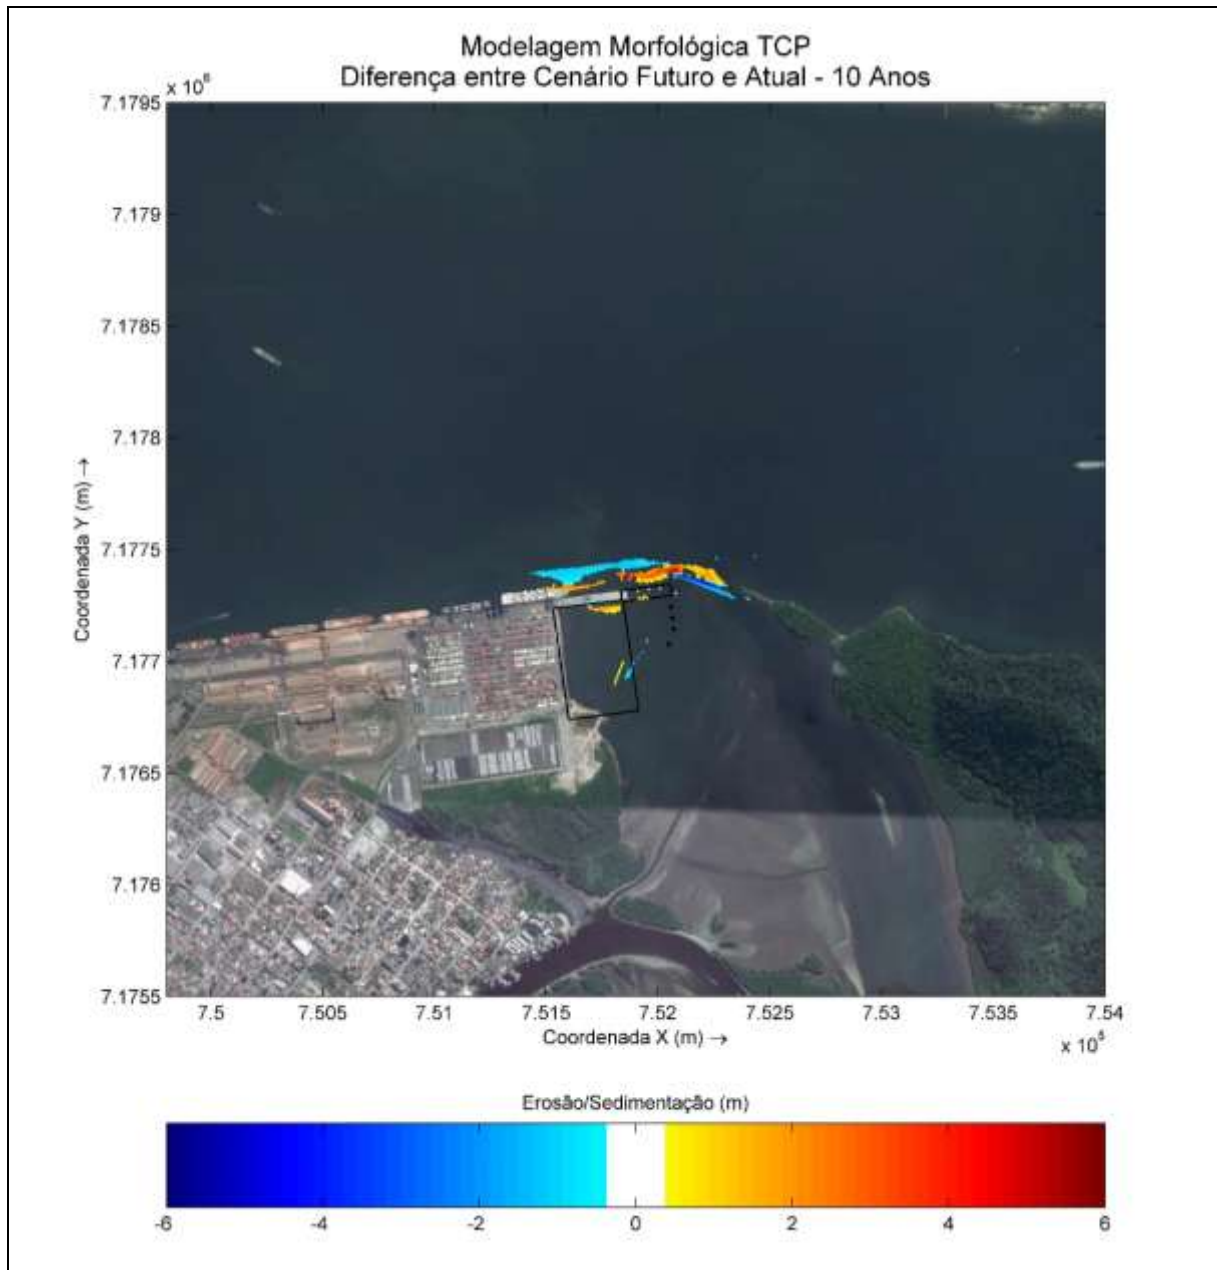 Modelagem Morfológica TCP
Diferença entre Cenário Futuro e Atual - 10 Anos
x 10⁶
7.1795
7.179
7.1785
7.178
7.1775
7.177
7.1765
7.176
7.1755
Coordenada Y (m) →
7.5 7.505 7.51 7.515 7.52 7.525 7.53 7.535 7.54
Coordenada X (m) →
x 10⁵
Erosão/Sedimentação (m)
-6 -4 -2 0 2 4 6